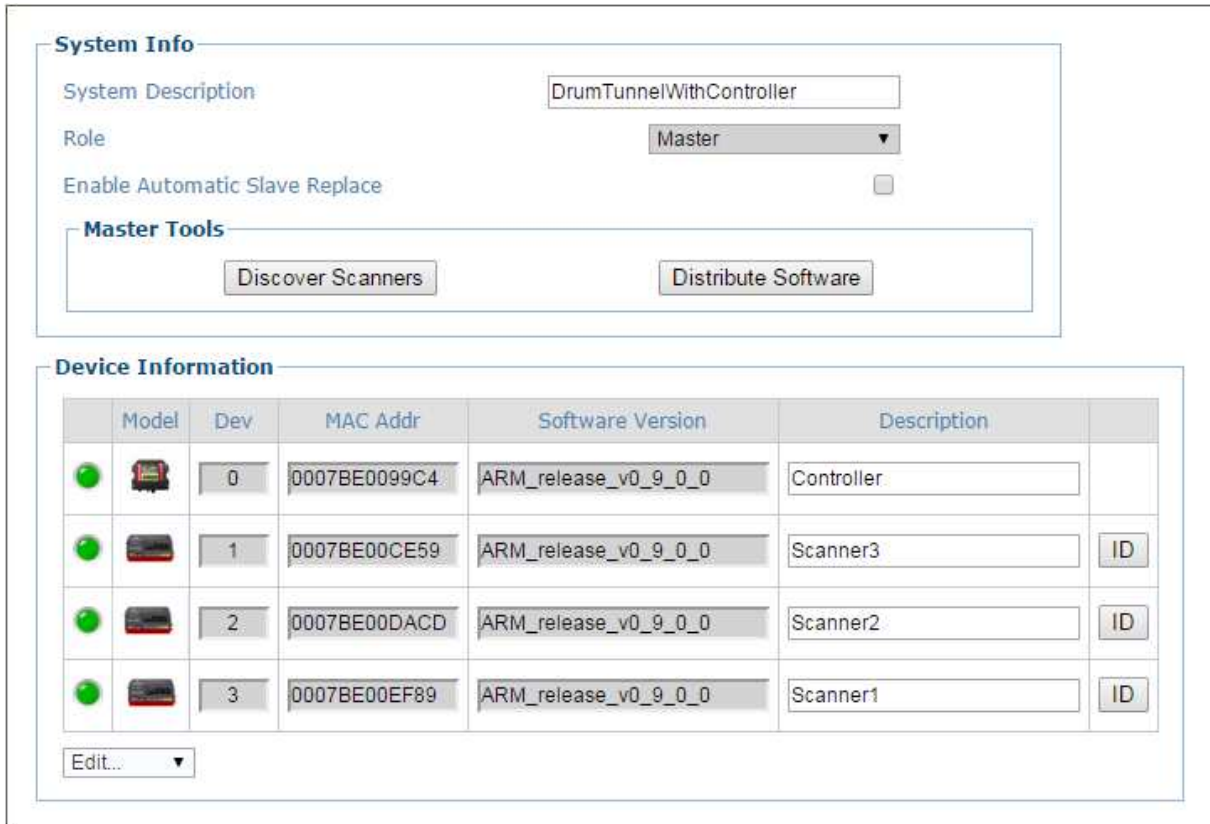 System Info
System Description DrumTunnelWithController
Role Master
Enable Automatic Slave Replace
Master Tools
Discover Scanners Distribute Software
Device Information
Model Dev MAC Addr Software Version Description
0 0007BE0099C4 ARM_release_v0_9_0_0 Controller
1 0007BE00CE59 ARM_release_v0_9_0_0 Scanner3 ID
2 0007BE00DACD ARM_release_v0_9_0_0 Scanner2 ID
3 0007BE00EF89 ARM_release_v0_9_0_0 Scanner1 ID
Edit...